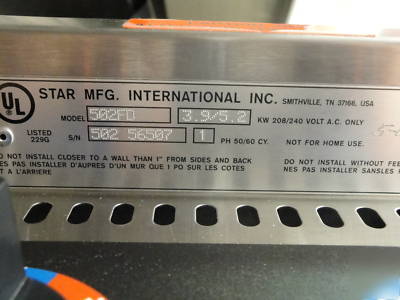 UL
STAR MFG. INTERNATIONAL INC. SMITHVILLE, TN 37166, USA
MODEL 502FD 3.9/5.2 KW 208/240 VOLT A.C. ONLY
LISTED 229G S/N 502 56507 1 PH 50/60 CY. NOT FOR HOME USE.
DO NOT INSTALL CLOSER TO A WALL THAN 1" FROM SIDES AND BACK
NE PAS INSTALLER D'APRES D'UN MUR QUE 1 PO SUR LES COTES
ET A L'ARRIERE
DO NOT INSTALL WITHOUT FEE
NES PAS INSTALLER SANSLES P